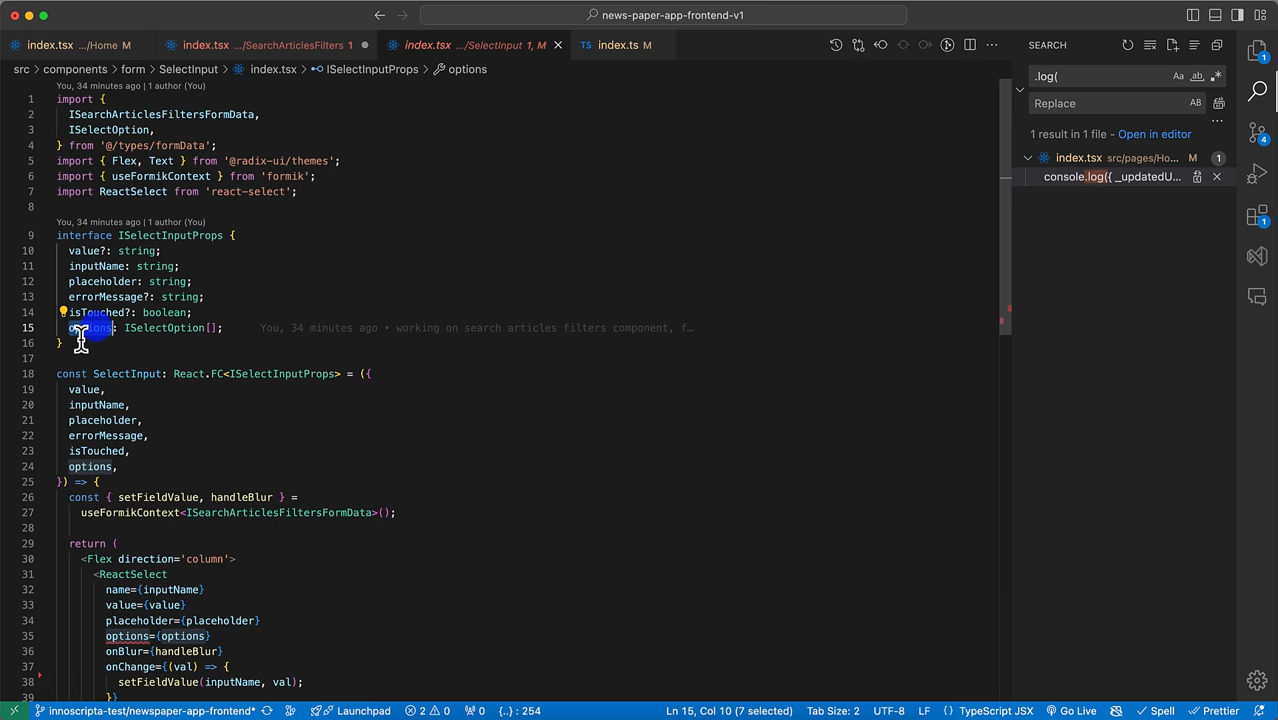 news-paper-app-frontend-v1
index.tsx .../Home M
index.tsx .../SearchArticlesFilters 1
index.tsx .../SelectInput 1, M
TS index.ts M
SEARCH
src > components > form > SelectInput > index.tsx > ISelectInputProps > options
.log(
Aa ab
Replace
AB
1 result in 1 file - Open in editor
index.tsx src/pages/Ho... M 1
console.log({ _updatedU...
You, 34 minutes ago | 1 author (You)
1 import {
2 ISearchArticlesFiltersFormData,
3 ISelectOption,
4 } from '@/types/formData';
5 import { Flex, Text } from '@radix-ui/themes';
6 import { useFormikContext } from 'formik';
7 import ReactSelect from 'react-select';
8
You, 34 minutes ago | 1 author (You)
9 interface ISelectInputProps {
10 value?: string;
11 inputName: string;
12 placeholder: string;
13 errorMessage?: string;
14 isTouched?: boolean;
15 options: ISelectOption[]; You, 34 minutes ago • working on search articles filters component, f…
16 }
17
18 const SelectInput: React.FC<ISelectInputProps> = ({
19 value,
20 inputName,
21 placeholder,
22 errorMessage,
23 isTouched,
24 options,
25 }) => {
26 const { setFieldValue, handleBlur } =
27 useFormikContext<ISearchArticlesFiltersFormData>();
28
29 return (
30 <Flex direction='column'>
31 <ReactSelect
32 name={inputName}
33 value={value}
34 placeholder={placeholder}
35 options={options}
36 onBlur={handleBlur}
37 onChange={(val) => {
38 setFieldValue(inputName, val);
39 }}
1
4
1
innoscripta-test/newspaper-app-frontend* Launchpad 2 0 0 {..} : 254 Ln 15, Col 10 (7 selected) Tab Size: 2 UTF-8 LF {} TypeScript JSX Go Live Spell Prettier